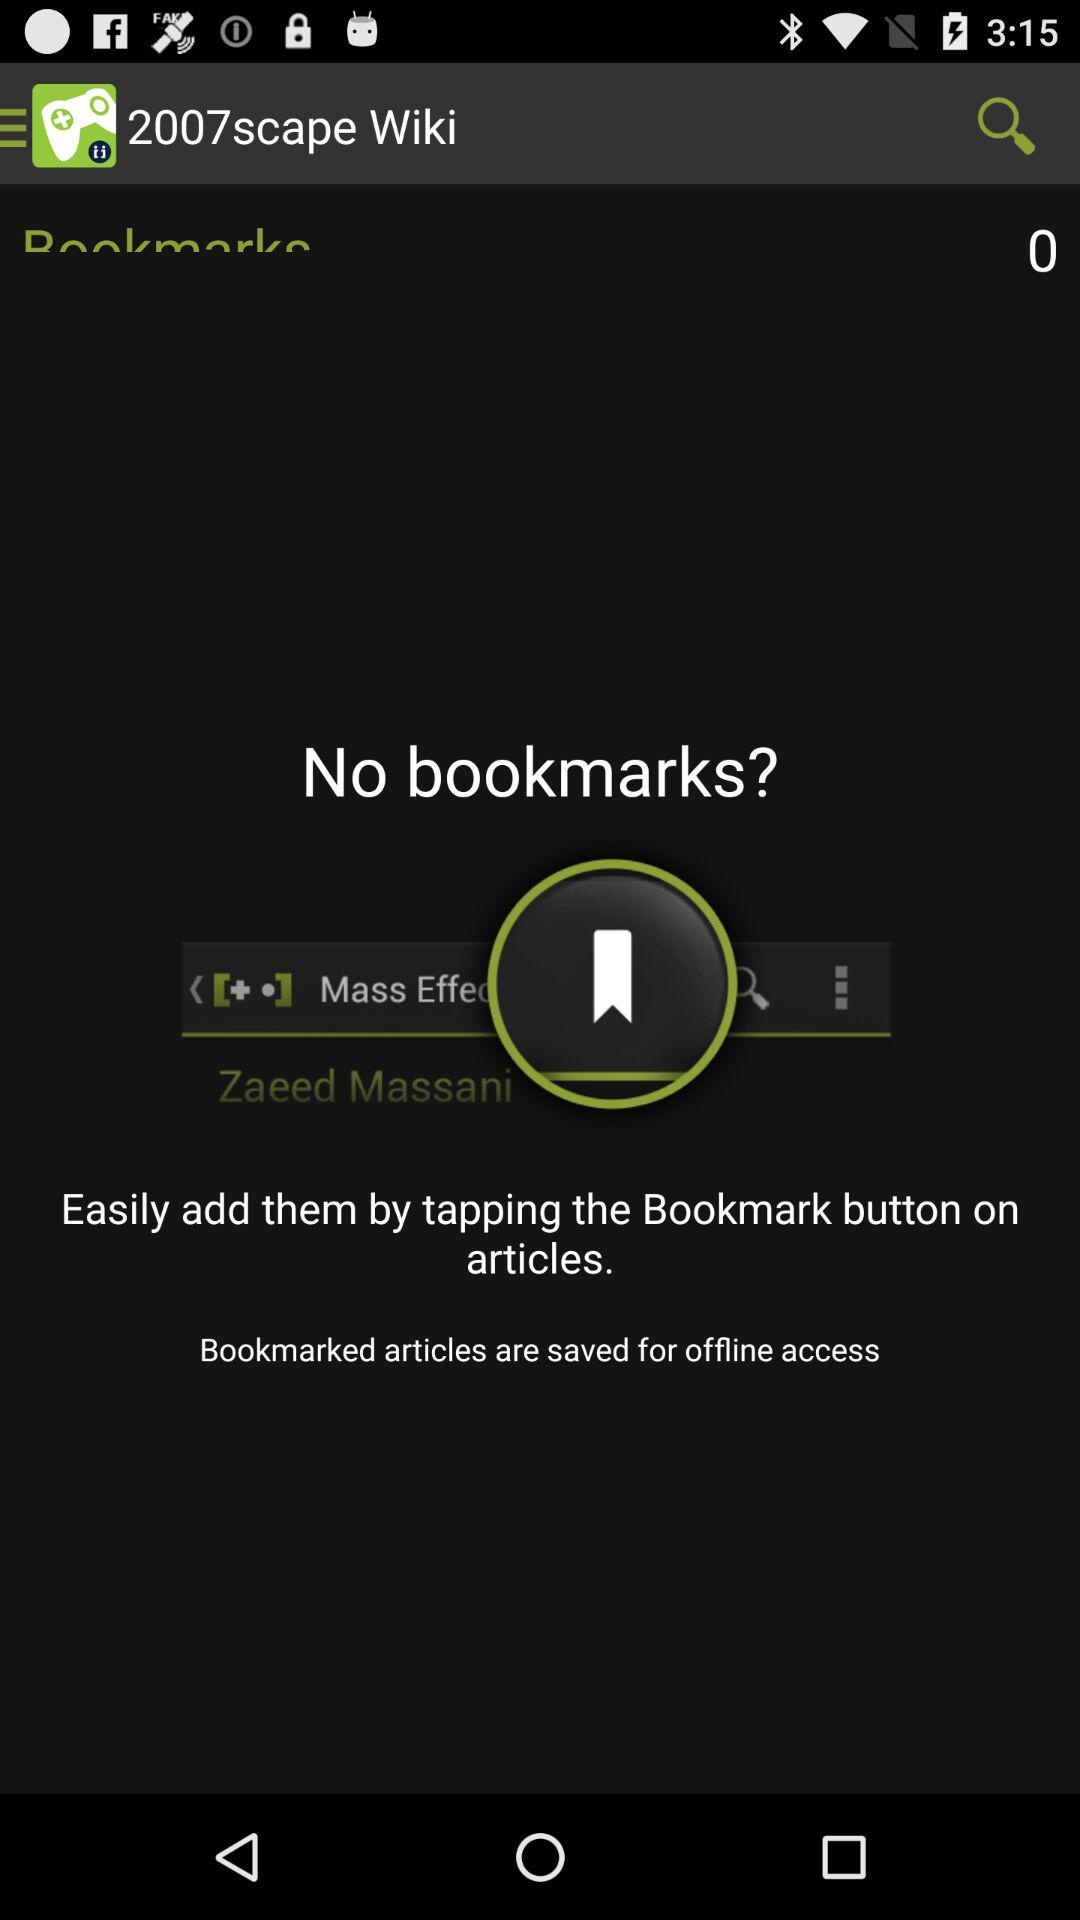 FAKE
3:15
2007scape Wiki
Bookmarks
0
No bookmarks?
Mass Effec
Zaeed Massani
Easily add them by tapping the Bookmark button on
articles.
Bookmarked articles are saved for offline access